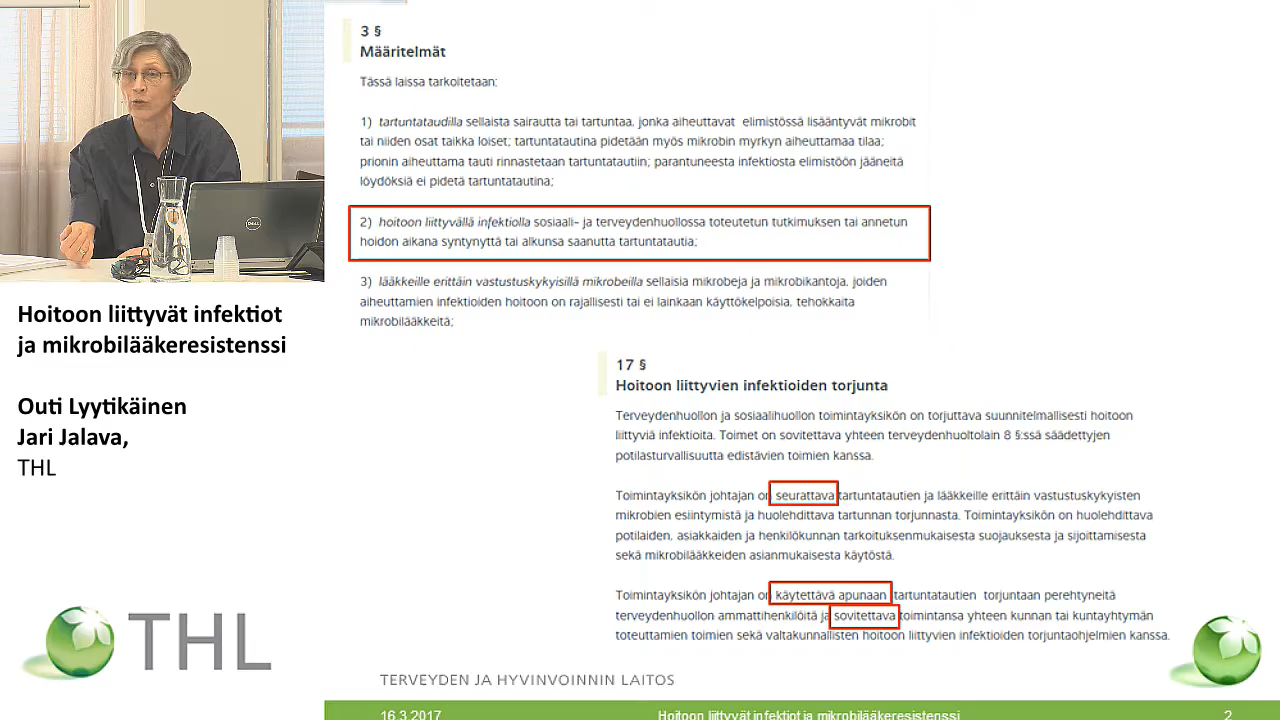 3 §
Määritelmät
Tässä laissa tarkoitetaan:
1) tartuntataudilla sellaista sairautta tai tartuntaa, jonka aiheuttavat elimistössä lisääntyvät mikrobit
tai niiden osat taikka loiset; tartuntatautina pidetään myös mikrobin myrkyn aiheuttamaa tilaa;
prionin aiheuttama tauti rinnastetaan tartuntatautiin; parantuneesta infektiosta elimistöön jääneitä
löydöksiä ei pidetä tartuntatautina;
2) hoitoon liittyvällä infektiolla sosiaali- ja terveydenhuollossa toteutetun tutkimuksen tai annetun
hoidon aikana syntynyttä tai alkunsa saanutta tartuntatautia;
3) lääkkeille erittäin vastustuskykyisillä mikrobeilla sellaisia mikrobeja ja mikrobikantoja, joiden
aiheuttamien infektioiden hoitoon on rajallisesti tai ei lainkaan käyttökelpoisia, tehokkaita
mikrobilääkkeitä;
17 §
Hoitoon liittyvien infektioiden torjunta
Terveydenhuollon ja sosiaalihuollon toimintayksikön on torjuttava suunnitelmallisesti hoitoon
liittyviä infektioita. Toimet on sovitettava yhteen terveydenhuoltolain 8 §:ssä säädettyjen
potilasturvallisuutta edistävien toimien kanssa.
Toimintayksikön johtajan on seurattava tartuntatautien ja lääkkeille erittäin vastustuskykyisten
mikrobien esiintymistä ja huolehdittava tartunnan torjunnasta. Toimintayksikön on huolehdittava
potilaiden, asiakkaiden ja henkilökunnan tarkoituksenmukaisesta suojauksesta ja sijoittamisesta
sekä mikrobilääkkeiden asianmukaisesta käytöstä.
Toimintayksikön johtajan on käytettävä apunaan tartuntatautien torjuntaan perehtyneitä
terveydenhuollon ammattihenkilöitä ja sovitettava toimintansa yhteen kunnan tai kuntayhtymän
toteuttamien toimien sekä valtakunnallisten hoitoon liittyvien infektioiden torjuntaohjelmien kanssa.
DELL
Hoitoon liittyvät infektiot
ja mikrobilääkeresistenssi
Outi Lyytikäinen
Jari Jalava,
THL
THL
TERVEYDEN JA HYVINVOINNIN LAITOS
16.3.2017
Hoitoon liittyvät infektiot ja mikrobilääkeresistenssi
2